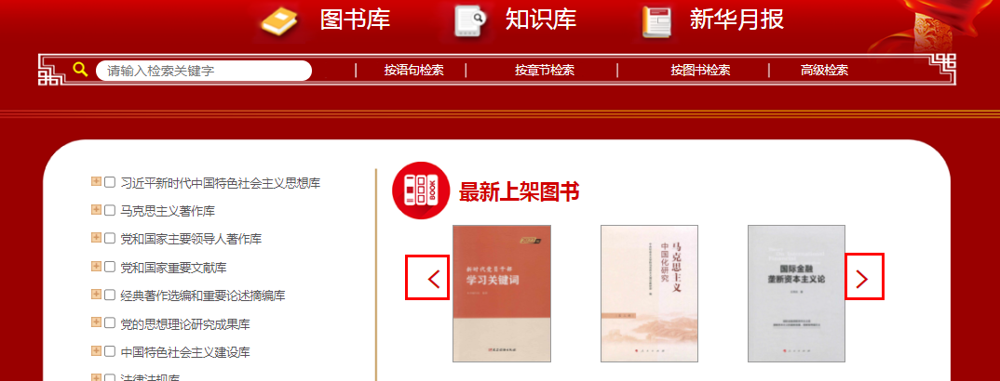 图书库
知识库
新华月报
请输入检索关键字
按语句检索
按章节检索
按图书检索
高级检索
习近平新时代中国特色社会主义思想库
马克思主义著作库
党和国家主要领导人著作库
党和国家重要文献库
经典著作选编和重要论述摘编库
党的思想理论研究成果库
中国特色社会主义建设库
法律法规库
BOOK
最新上架图书
新时代党员干部
学习关键词
马克思主义
中国化研究
国际金融
垄断资本主义论